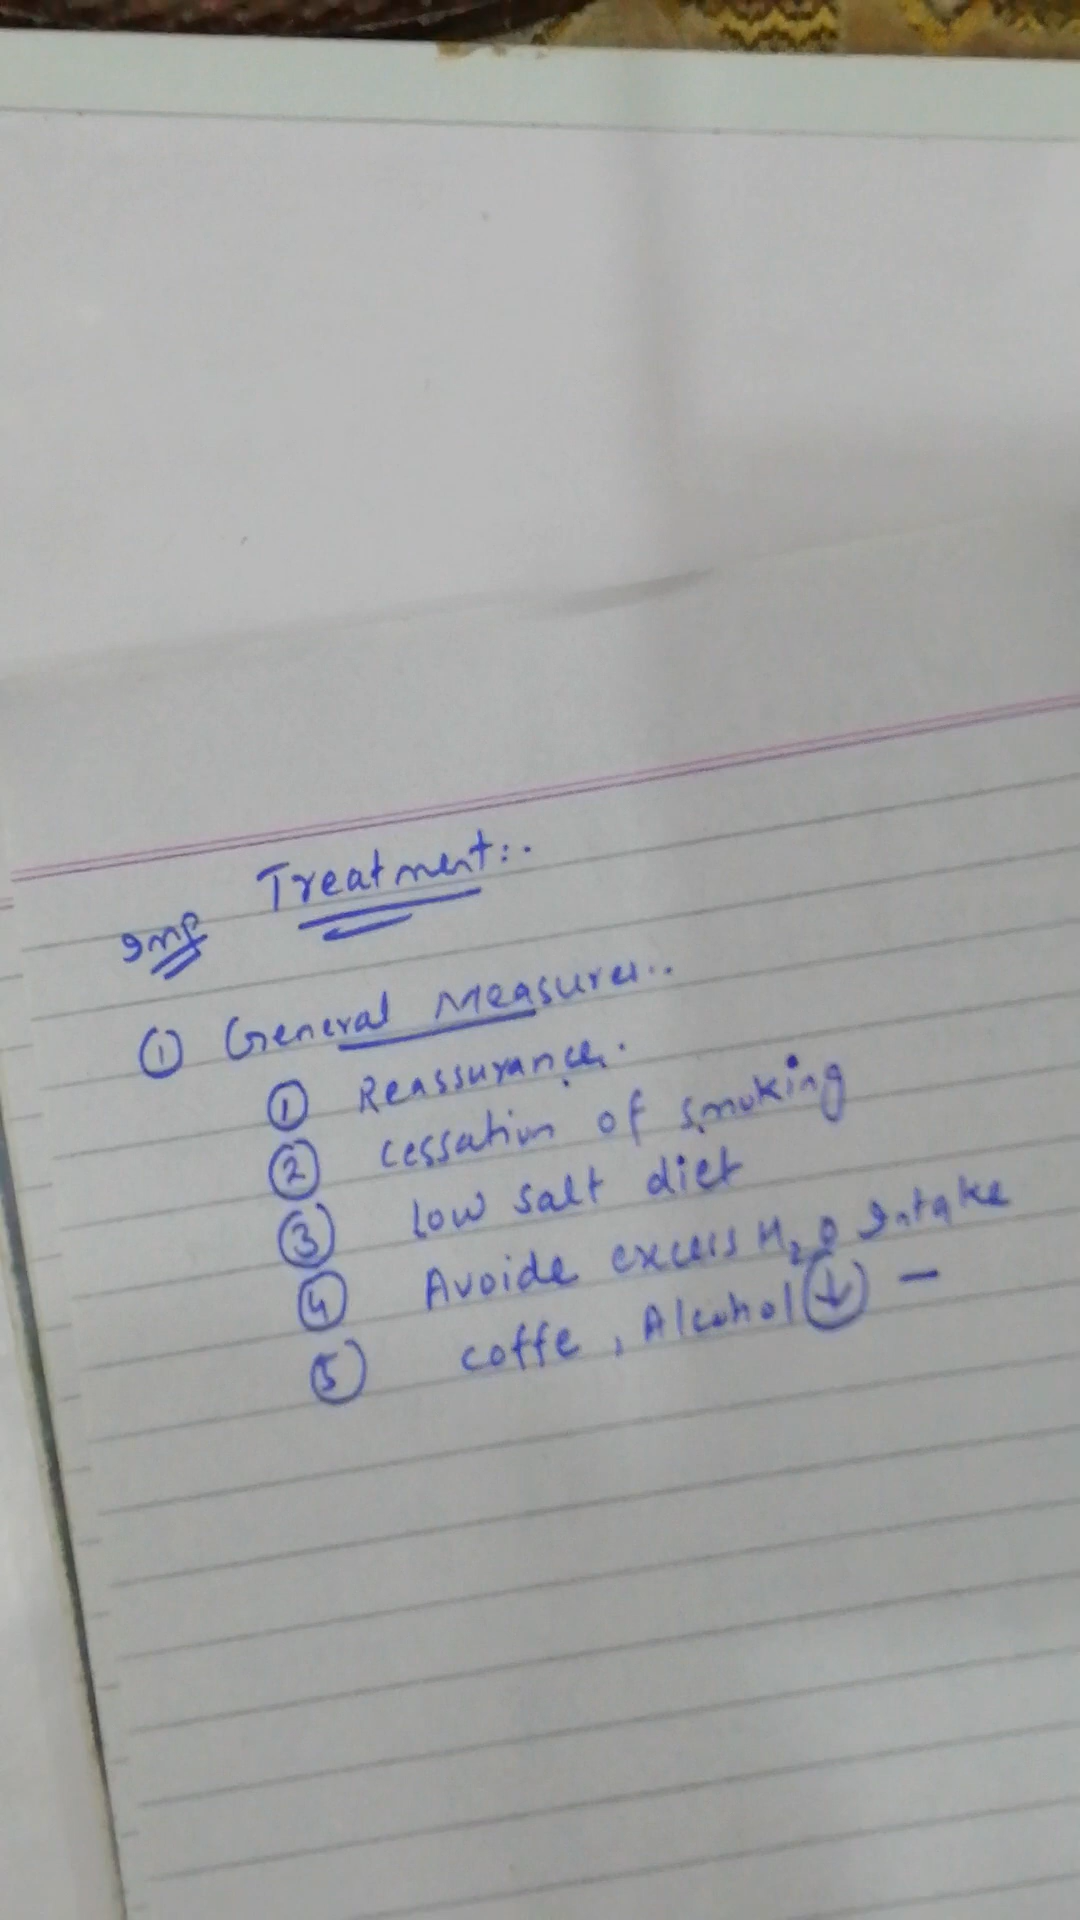 Treatment:.
Imp
① General Measures..
① Reassurance.
② cessation of smoking
③ low salt diet
④ Avoide excess H₂O Intake
⑤ coffe, Alcohol ↓ –